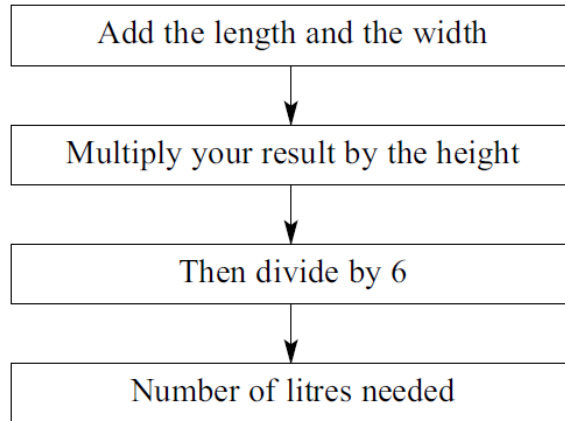 Add the length and the width
Multiply your result by the height
Then divide by 6
Number of litres needed